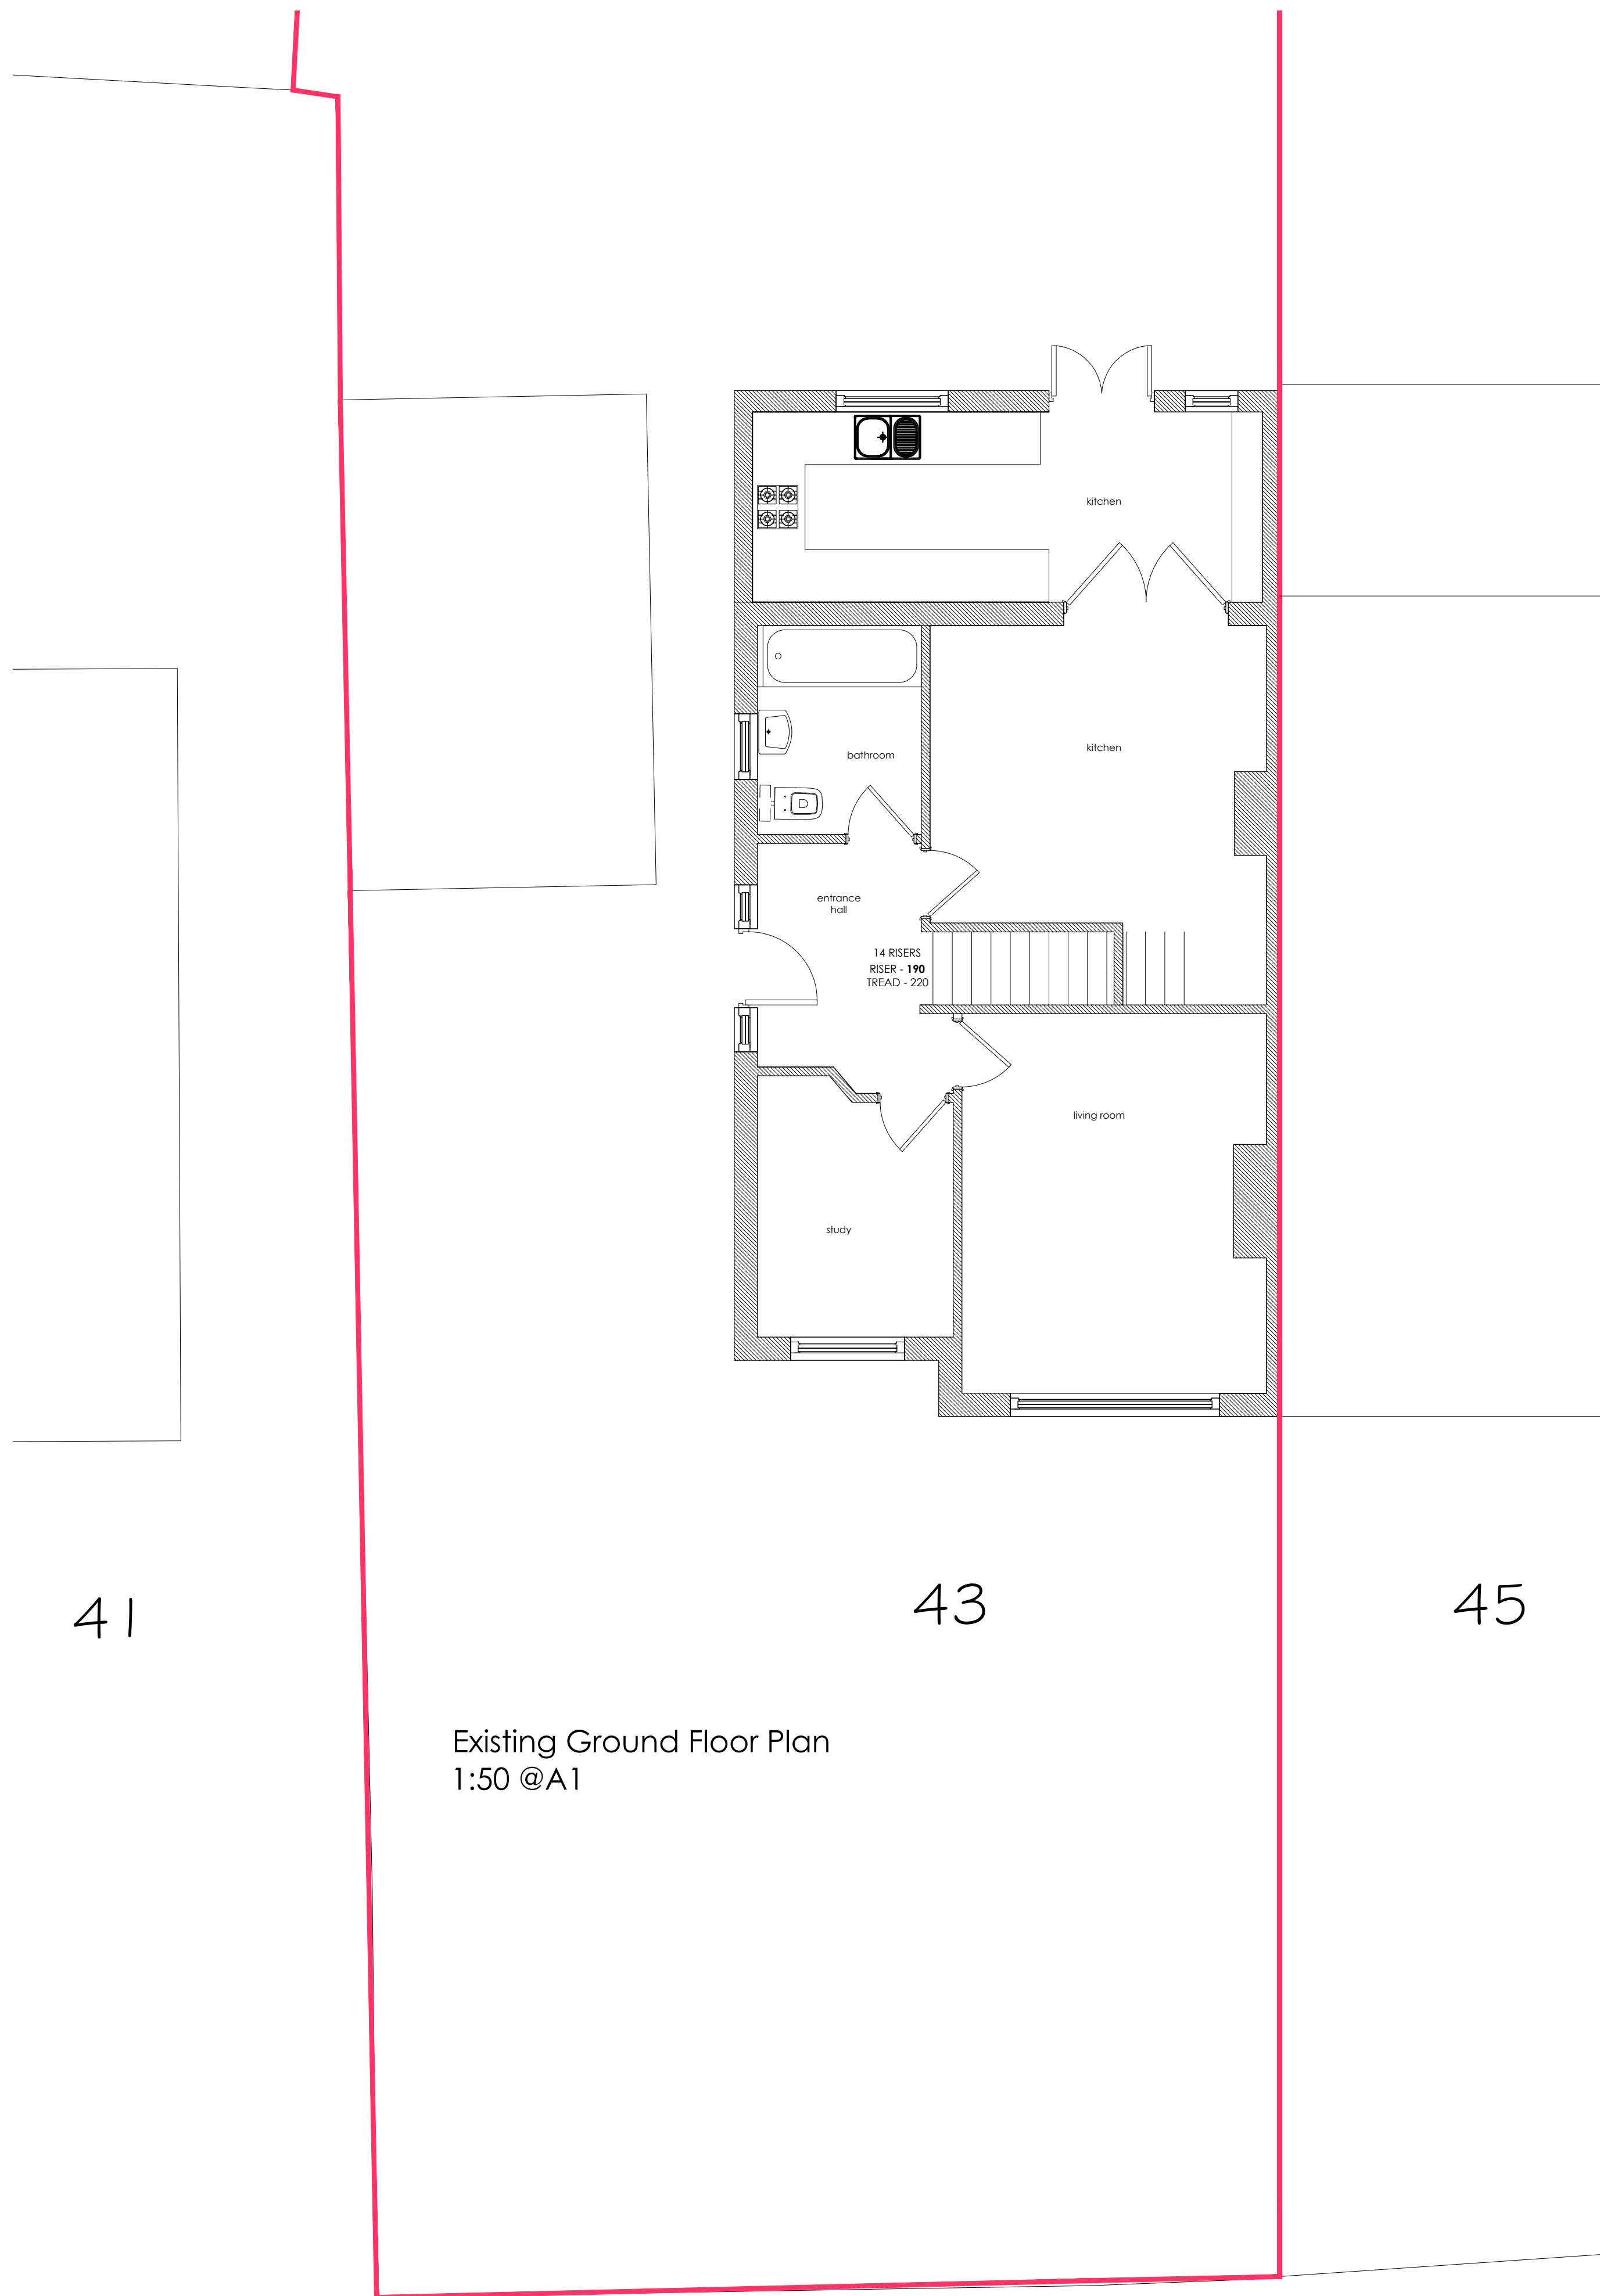 kitchen
kitchen
bathroom
entrance
hall
14 RISERS
RISER - 190
TREAD - 220
living room
study
41
43
45
Existing Ground Floor Plan
1:50 @A1